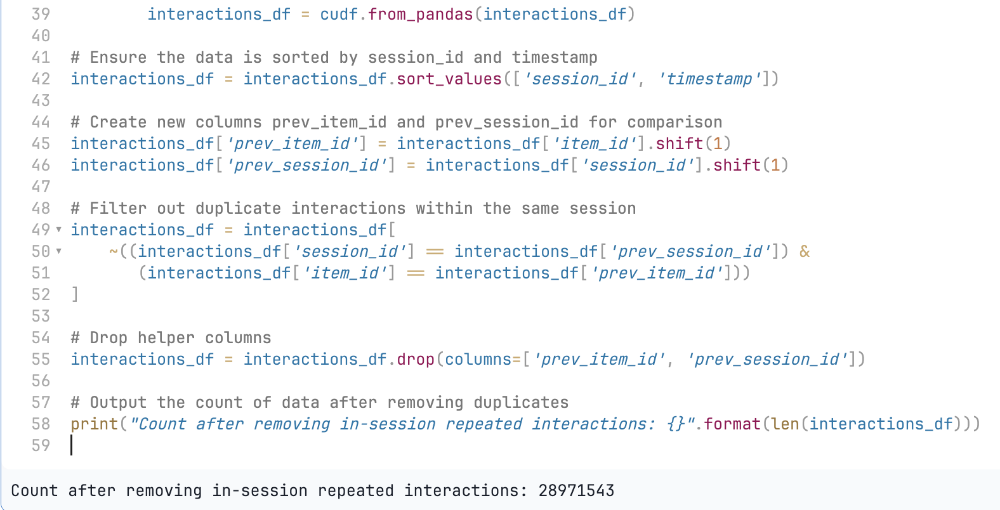 39         interactions_df = cudf.from_pandas(interactions_df)
40
41 # Ensure the data is sorted by session_id and timestamp
42 interactions_df = interactions_df.sort_values(['session_id', 'timestamp'])
43
44 # Create new columns prev_item_id and prev_session_id for comparison
45 interactions_df['prev_item_id'] = interactions_df['item_id'].shift(1)
46 interactions_df['prev_session_id'] = interactions_df['session_id'].shift(1)
47
48 # Filter out duplicate interactions within the same session
49 interactions_df = interactions_df[
50     ~((interactions_df['session_id'] == interactions_df['prev_session_id']) &
51        (interactions_df['item_id'] == interactions_df['prev_item_id']))
52 ]
53
54 # Drop helper columns
55 interactions_df = interactions_df.drop(columns=['prev_item_id', 'prev_session_id'])
56
57 # Output the count of data after removing duplicates
58 print("Count after removing in-session repeated interactions: {}".format(len(interactions_df)))
59
Count after removing in-session repeated interactions: 28971543